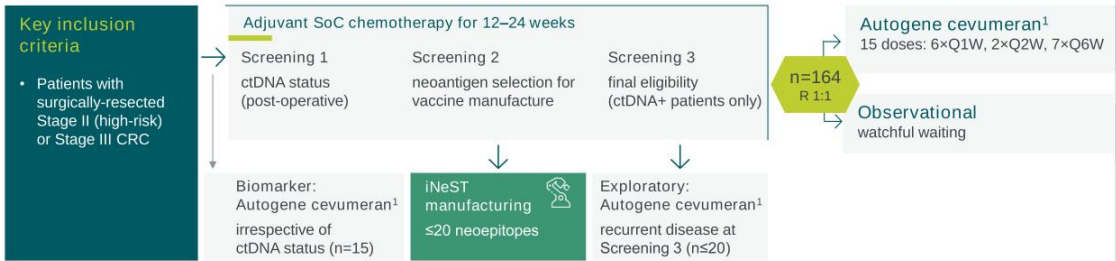 Key inclusion
criteria
• Patients with
surgically-resected
Stage II (high-risk)
or Stage III CRC
Adjuvant SoC chemotherapy for 12–24 weeks
Screening 1
ctDNA status
(post-operative)
Screening 2
neoantigen selection for
vaccine manufacture
Screening 3
final eligibility
(ctDNA+ patients only)
n=164
R 1:1
Autogene cevumeran¹
15 doses: 6×Q1W, 2×Q2W, 7×Q6W
Observational
watchful waiting
Biomarker:
Autogene cevumeran¹
irrespective of
ctDNA status (n=15)
iNeST
manufacturing
≤20 neoepitopes
Exploratory:
Autogene cevumeran¹
recurrent disease at
Screening 3 (n≤20)